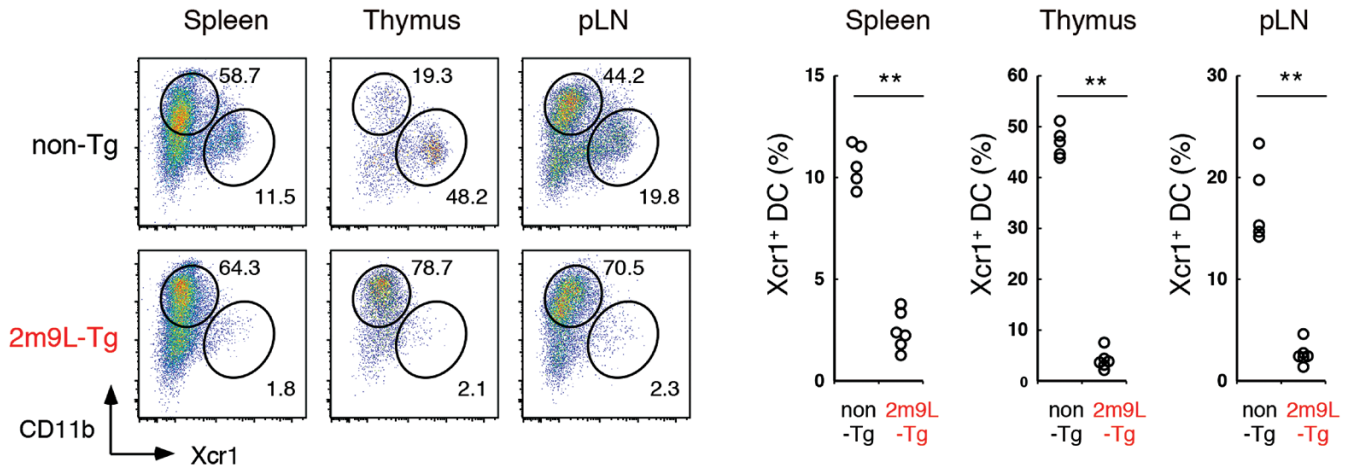 Spleen Thymus pLN
non-Tg
58.7 11.5
19.3 48.2
44.2 19.8
2m9L-Tg
64.3 1.8
78.7 2.1
70.5 2.3
CD11b
Xcr1
Spleen
**
Xcr1⁺ DC (%)
15
10
5
0
non
-Tg
2m9L
-Tg
Thymus
**
Xcr1⁺ DC (%)
60
50
40
30
20
10
0
non
-Tg
2m9L
-Tg
pLN
**
Xcr1⁺ DC (%)
30
20
10
0
non
-Tg
2m9L
-Tg